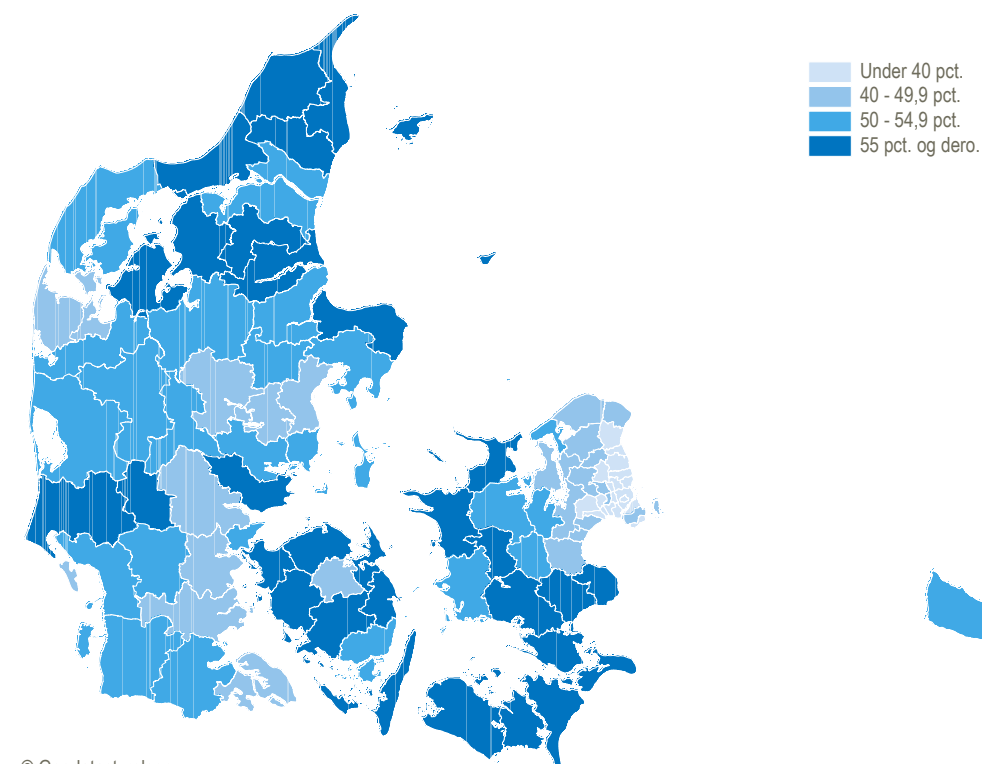 Under 40 pct.
40 - 49,9 pct.
50 - 54,9 pct.
55 pct. og dero.